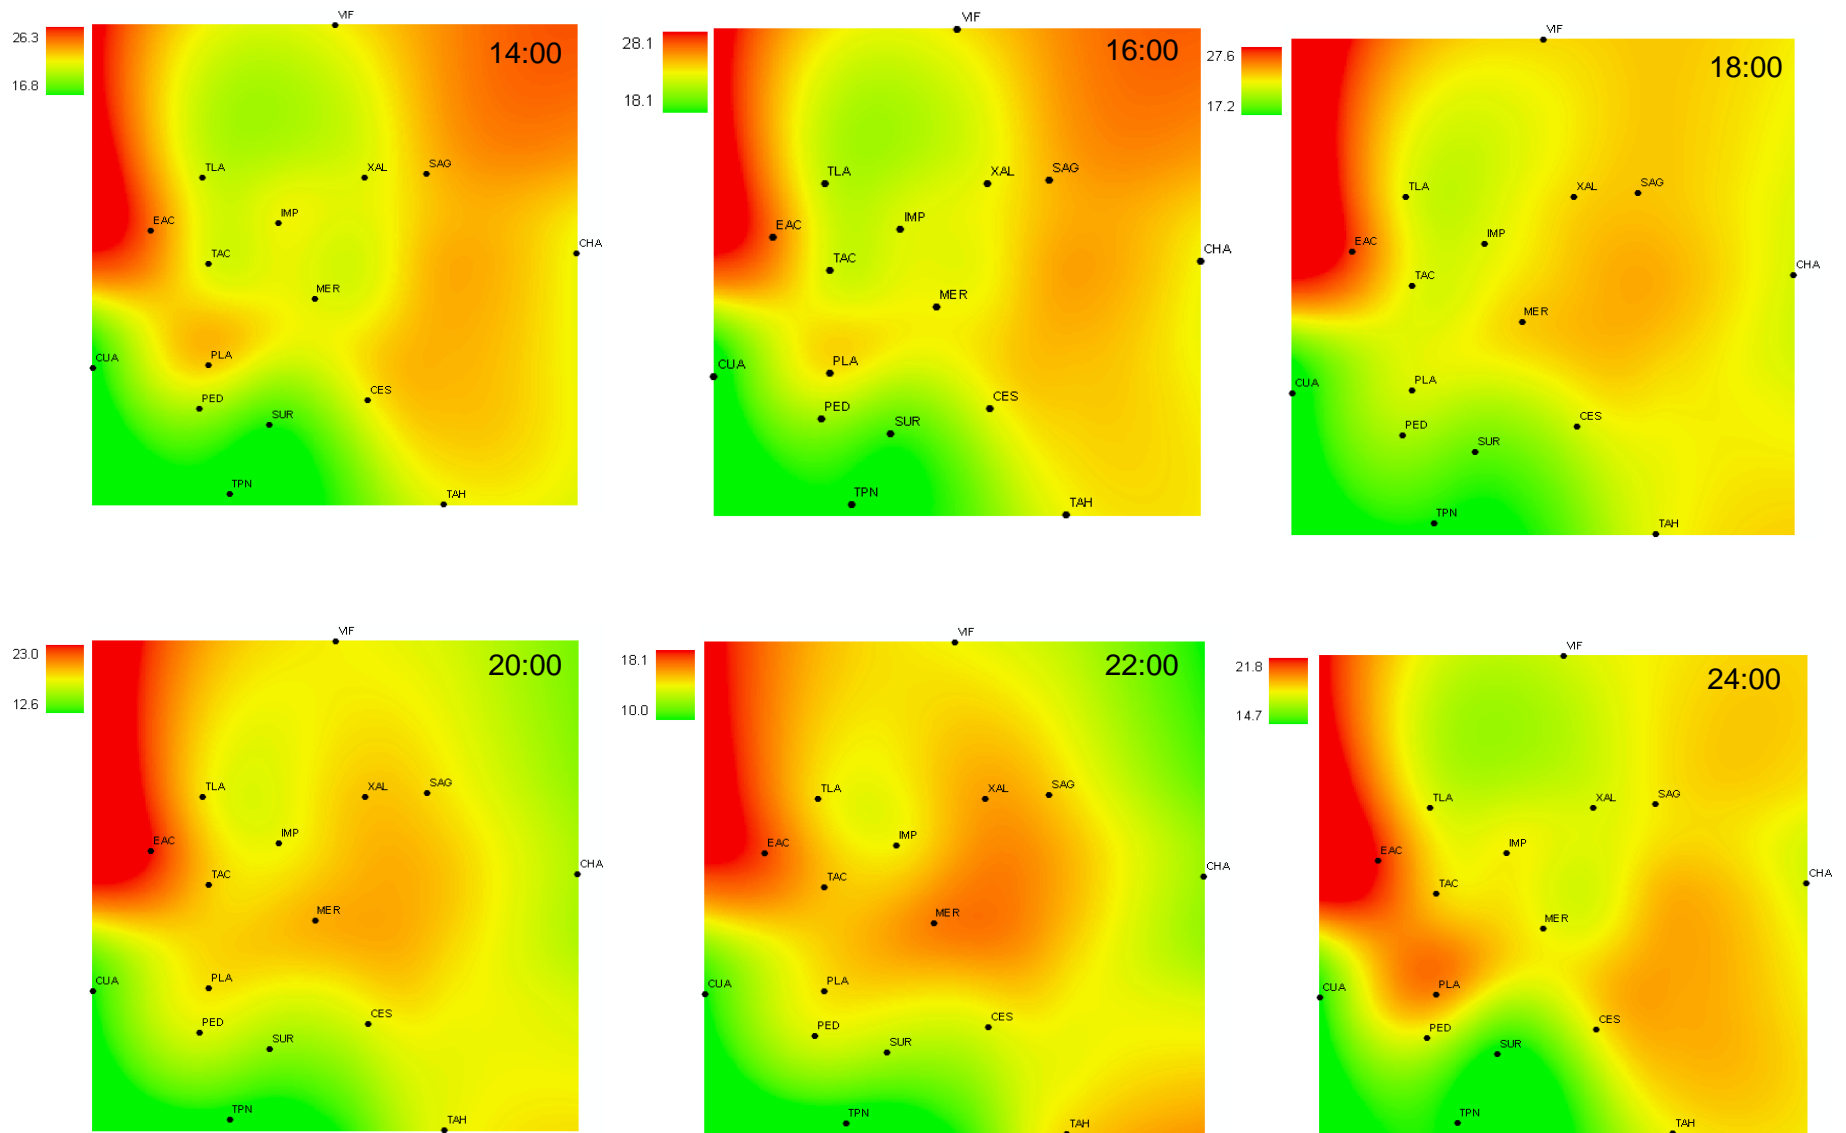 VIF
26.3
14:00
16.8
TLA
XAL
SAG
IMP
EAC
CHA
TAC
MER
PLA
CUA
CES
PED
SUR
TPN
TAH
VIF
28.1
16:00
18.1
TLA
XAL
SAG
IMP
EAC
CHA
TAC
MER
PLA
CUA
CES
PED
SUR
TPN
TAH
VIF
27.6
18:00
17.2
TLA
XAL
SAG
IMP
EAC
CHA
TAC
MER
PLA
CUA
CES
PED
SUR
TPN
TAH
VIF
23.0
20:00
12.6
TLA
XAL
SAG
IMP
EAC
CHA
TAC
MER
PLA
CUA
CES
PED
SUR
TPN
TAH
VIF
18.1
22:00
10.0
TLA
XAL
SAG
IMP
EAC
CHA
TAC
MER
PLA
CUA
CES
PED
SUR
TPN
TAH
VIF
21.8
24:00
14.7
TLA
XAL
SAG
IMP
EAC
CHA
TAC
MER
PLA
CUA
CES
PED
SUR
TPN
TAH